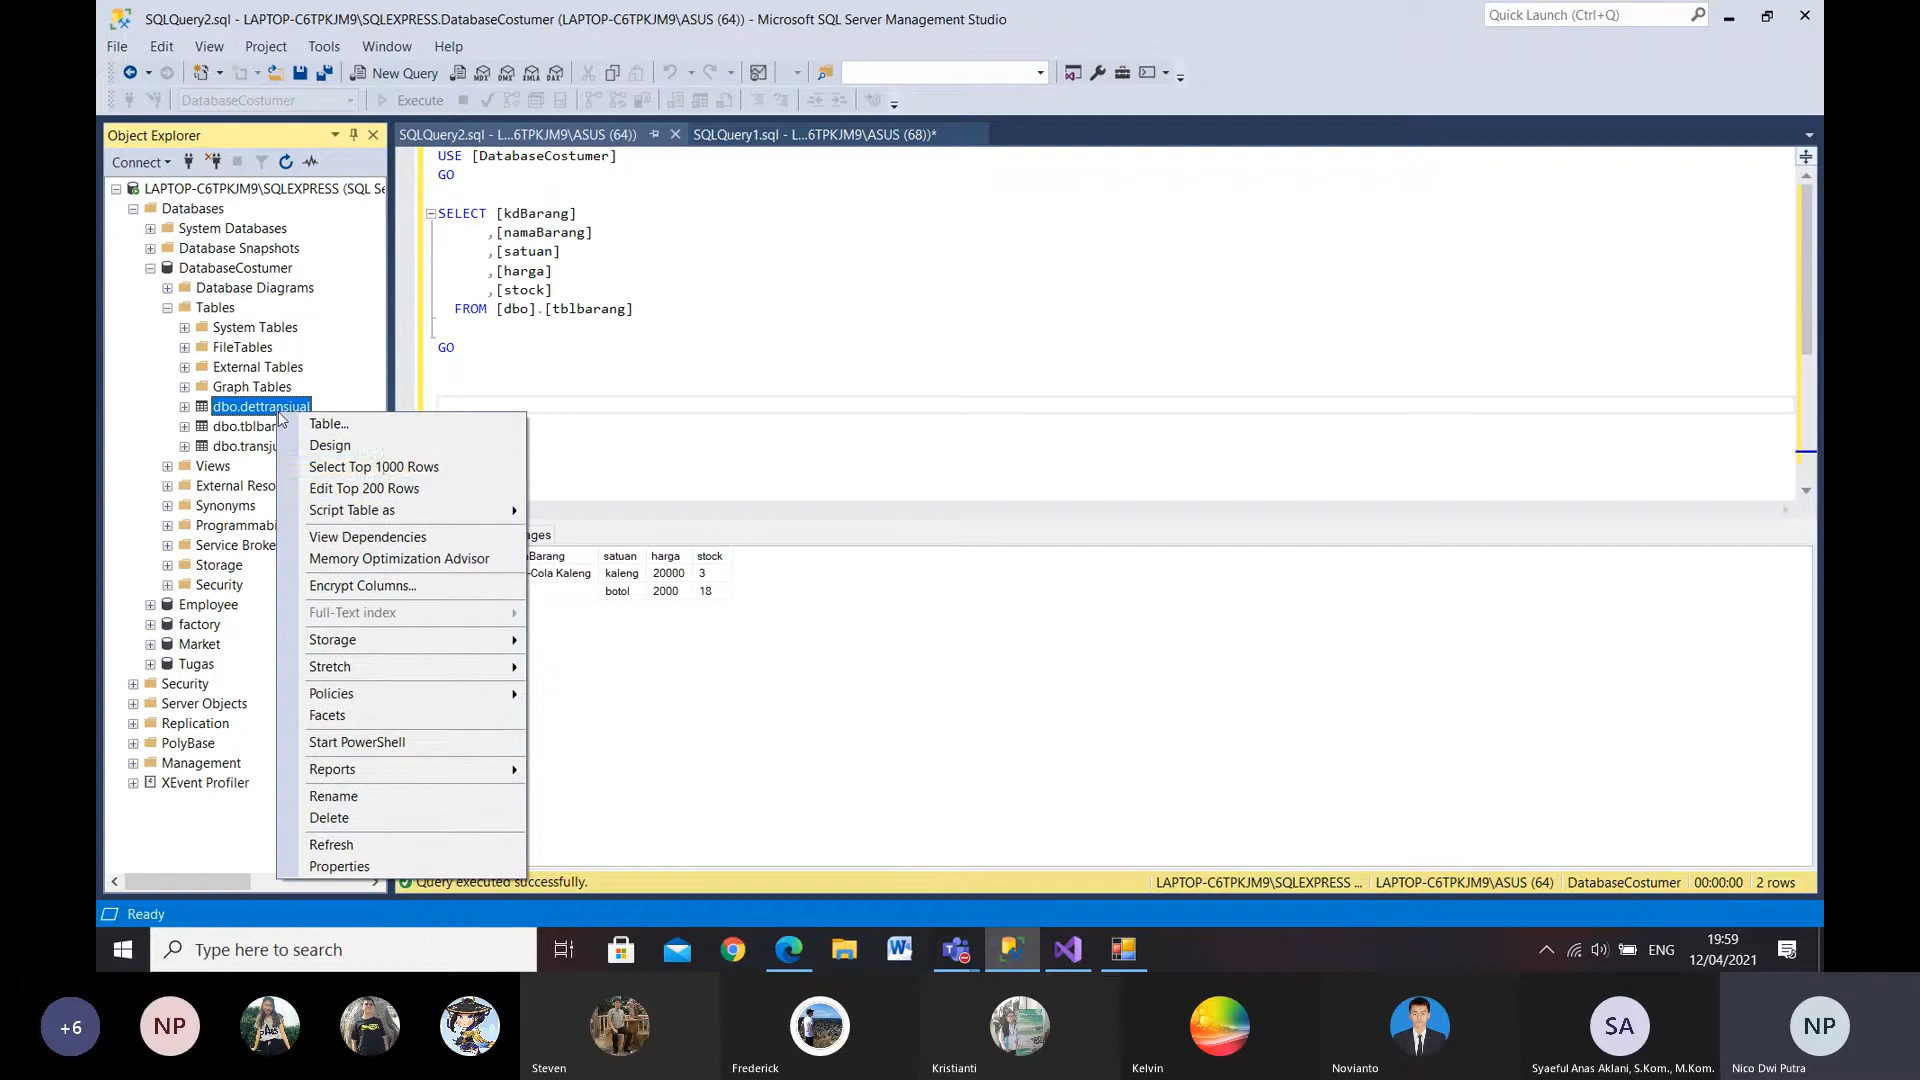 SQLQuery2.sql - LAPTOP-C6TPKJM9\SQLEXPRESS.DatabaseCostumer (LAPTOP-C6TPKJM9\ASUS (64)) - Microsoft SQL Server Management Studio
Quick Launch (Ctrl+Q)
File Edit View Project Tools Window Help
New Query MDX DMX XMLA DAX
DatabaseCostumer Execute
Object Explorer
SQLQuery2.sql - L...6TPKJM9\ASUS (64)) SQLQuery1.sql - L...6TPKJM9\ASUS (68))*
Connect
LAPTOP-C6TPKJM9\SQLEXPRESS (SQL Se
Databases
System Databases
Database Snapshots
DatabaseCostumer
Database Diagrams
Tables
System Tables
FileTables
External Tables
Graph Tables
dbo.dettransjual
dbo.tblbar
dbo.transju
Views
External Reso
Synonyms
Programmabi
Service Broke
Storage
Security
Employee
factory
Market
Tugas
Security
Server Objects
Replication
PolyBase
Management
XEvent Profiler
USE [DatabaseCostumer]
GO
SELECT [kdBarang]
,[namaBarang]
,[satuan]
,[harga]
,[stock]
FROM [dbo].[tblbarang]
GO
Table...
Design
Select Top 1000 Rows
Edit Top 200 Rows
Script Table as
View Dependencies
Memory Optimization Advisor
Encrypt Columns...
Full-Text index
Storage
Stretch
Policies
Facets
Start PowerShell
Reports
Rename
Delete
Refresh
Properties
ages
Barang satuan harga stock
-Cola Kaleng kaleng 20000 3
botol 2000 18
Query executed successfully. LAPTOP-C6TPKJM9\SQLEXPRESS ... LAPTOP-C6TPKJM9\ASUS (64) DatabaseCostumer 00:00:00 2 rows
Ready
Type here to search
ENG
19:59
12/04/2021
+6 NP SA NP
Steven Frederick Kristianti Kelvin Novianto Syaeful Anas Aklani, S.Kom., M.Kom. Nico Dwi Putra